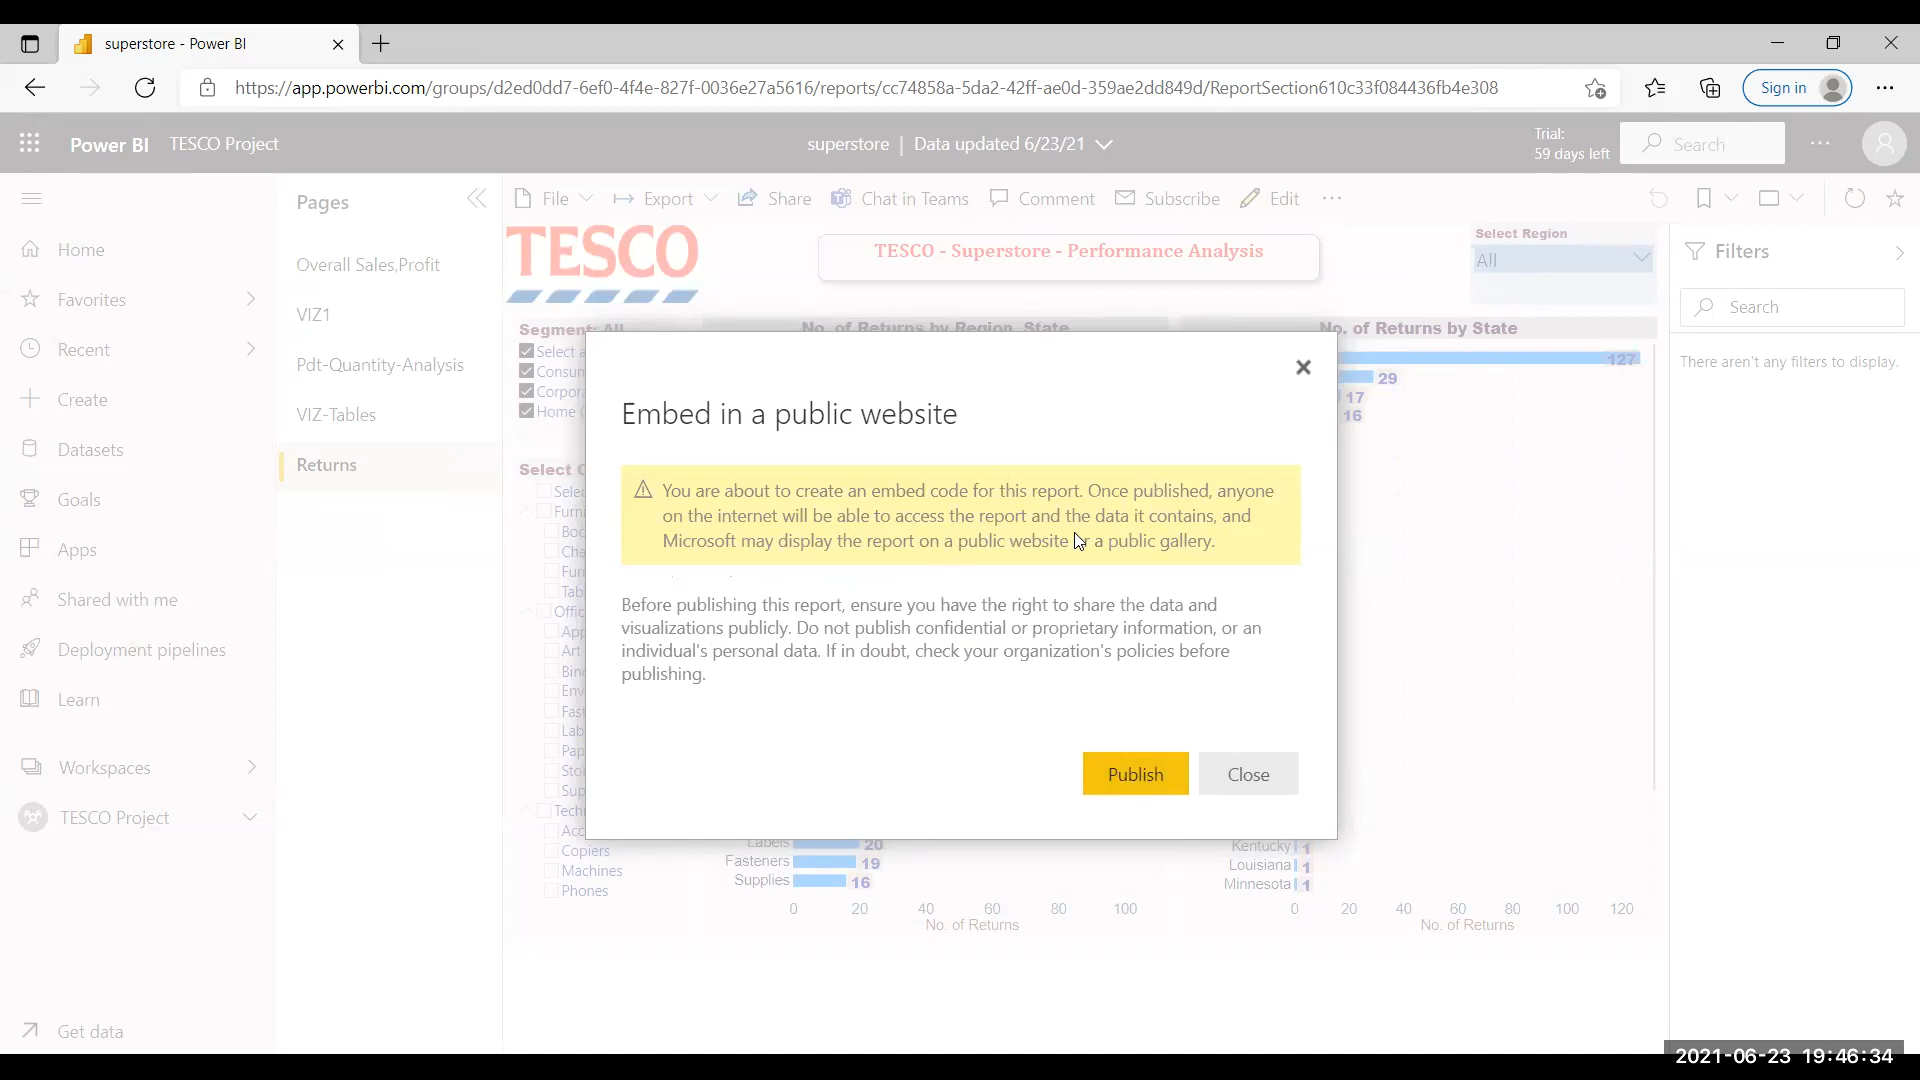 superstore - Power BI
https://app.powerbi.com/groups/d2ed0dd7-6ef0-4f4e-827f-0036e27a5616/reports/cc74858a-5da2-42ff-ae0d-359ae2dd849d/ReportSection610c33f084436fb4e308
Sign in
Power BI TESCO Project
superstore | Data updated 6/23/21
Trial:
59 days left
Search
Home
Favorites
Recent
Create
Datasets
Goals
Apps
Shared with me
Deployment pipelines
Learn
Workspaces
TESCO Project
Get data
Pages
Overall Sales,Profit
VIZ1
Pdt-Quantity-Analysis
VIZ-Tables
Returns
File Export Share Chat in Teams Comment Subscribe Edit
TESCO
TESCO - Superstore - Performance Analysis
Select Region
All
Segment: All
No. of Returns by Region, State
No. of Returns by State
127
29
17
16
Embed in a public website
You are about to create an embed code for this report. Once published, anyone
on the internet will be able to access the report and the data it contains, and
Microsoft may display the report on a public website or a public gallery.
Before publishing this report, ensure you have the right to share the data and
visualizations publicly. Do not publish confidential or proprietary information, or an
individual's personal data. If in doubt, check your organization's policies before
publishing.
Publish
Close
Copiers
Machines
Phones
Labels 20
Fasteners 19
Supplies 16
0 20 40 60 80 100
No. of Returns
Kentucky 1
Louisiana 1
Minnesota 1
0 20 40 60 80 100 120
No. of Returns
Filters
Search
There aren't any filters to display.
2021-06-23 19:46:34